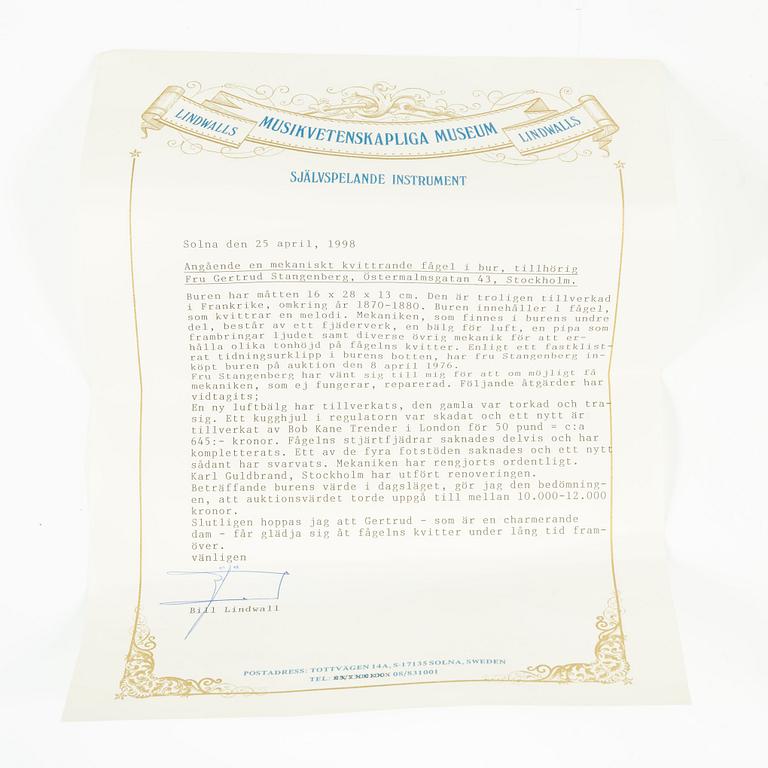 LINDWALLS MUSIKVETENSKAPLIGA MUSEUM LINDWALLS
SJÄLVSPELANDE INSTRUMENT
Solna den 25 april, 1998
Angående en mekaniskt kvittrande fågel i bur, tillhörig
Fru Gertrud Stangenberg, Östermalmsgatan 43, Stockholm.
Buren har måtten 16 x 28 x 13 cm. Den är troligen tillverkad
i Frankrike, omkring år 1870-1880. Buren innehåller 1 fågel,
som kvittrar en melodi. Mekaniken, som finnes i burens undre
del, består av ett fjäderverk, en bälg för luft, en pipa som
frambringar ljudet samt diverse övrig mekanik för att er-
hålla olika tonhöjd på fågelns kvitter. Enligt ett fastklist-
rat tidningsurklipp i burens botten, har fru Stangenberg in-
köpt buren på auktion den 8 april 1976.
Fru Stangenberg har vänt sig till mig för att om möjligt få
mekaniken, som ej fungerar, reparerad. Följande åtgärder har
vidtagits;
En ny luftbälg har tillverkats, den gamla var torkad och tra-
sig. Ett kugghjul i regulatorn var skadat och ett nytt är
tillverkat av Bob Kane Trender i London för 50 pund = c:a
645:- kronor. Fågelns stjärtfjädrar saknades delvis och har
kompletterats. Ett av de fyra fotstöden saknades och ett nytt
sådant har svarvats. Mekaniken har rengjorts ordentligt.
Karl Guldbrand, Stockholm har utfört renoveringen.
Beträffande burens värde i dagsläget, gör jag den bedömning-
en, att auktionsvärdet torde uppgå till mellan 10.000-12.000
kronor.
Slutligen hoppas jag att Gertrud - som är en charmerande
dam - får glädja sig åt fågelns kvitter under lång tid fram-
över.
vänligen
Bill Lindwall
POSTADRESS: TOTTVÄGEN 14A, S-17135 SOLNA, SWEDEN
TEL: 08/831001